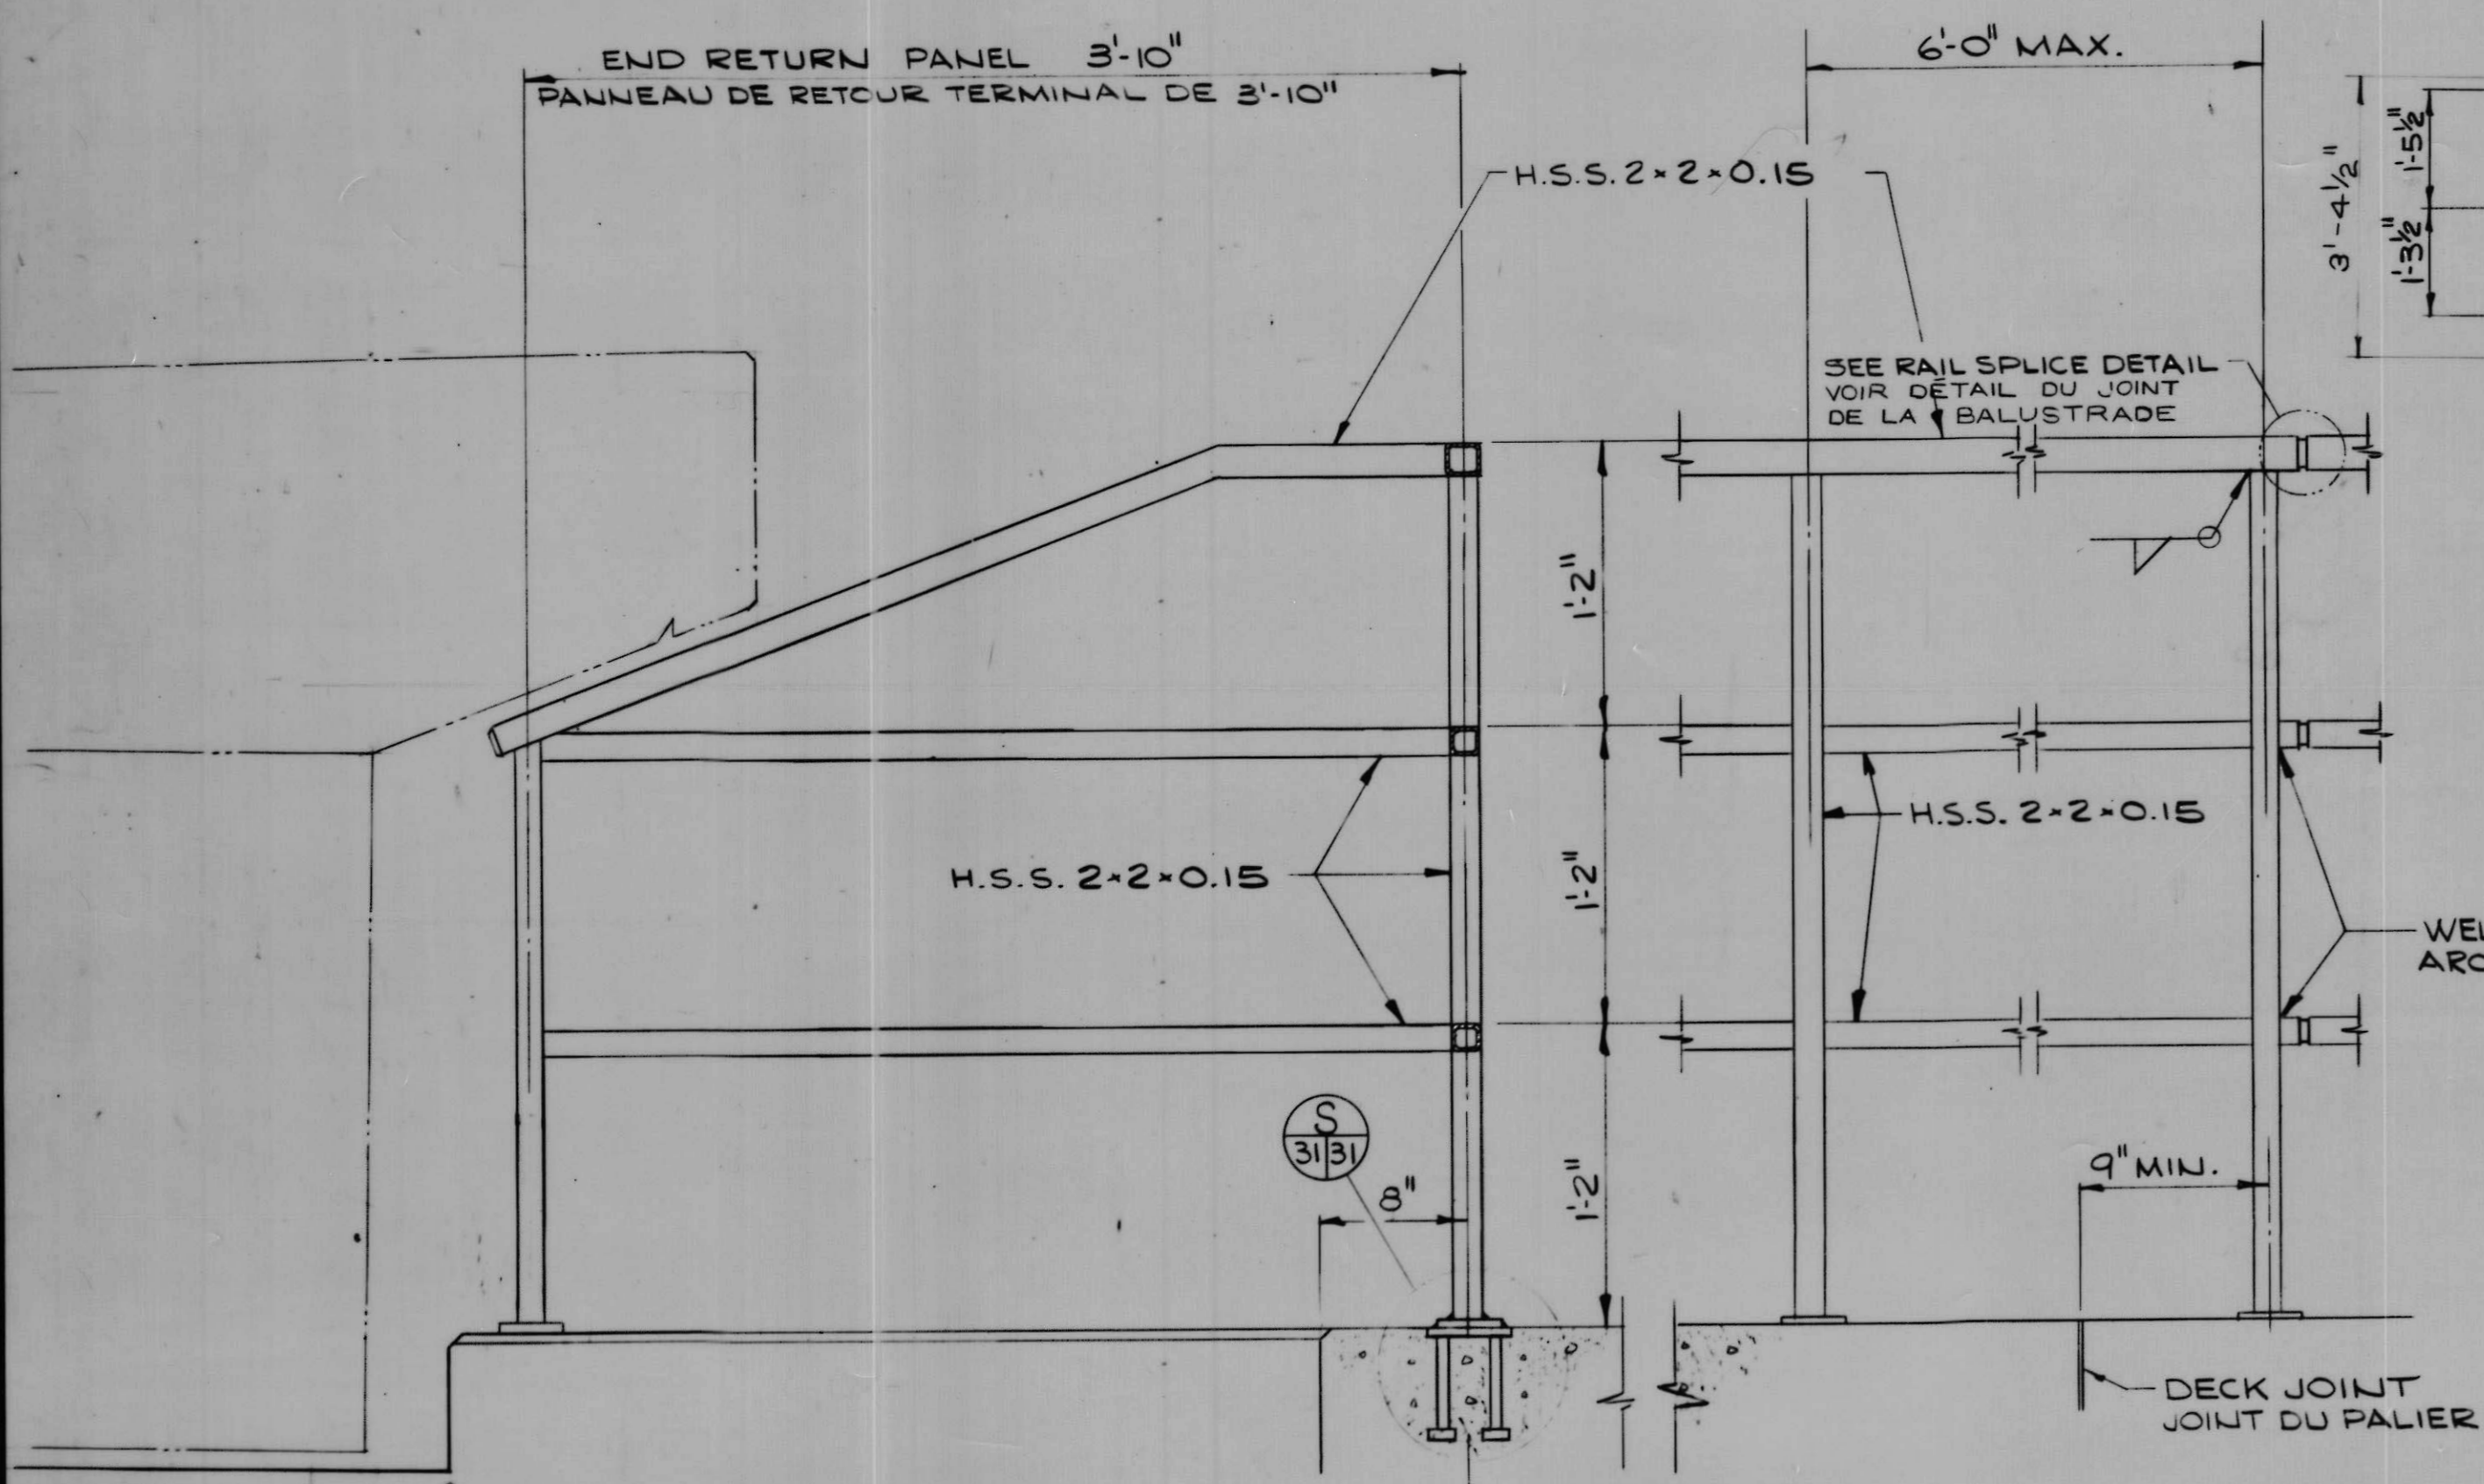 END RETURN PANEL 3'-10"
PANNEAU DE RETOUR TERMINAL DE 3'-10"
6'-0" MAX.
3'-4½"
1'-5½"
1'-3½"
H.S.S. 2×2×0.15
SEE RAIL SPLICE DETAIL
VOIR DÉTAIL DU JOINT
DE LA BALUSTRADE
1'-2"
H.S.S. 2×2×0.15
H.S.S. 2×2×0.15
1'-2"
S
31 31
8"
1'-2"
9" MIN.
DECK JOINT
JOINT DU PALIER